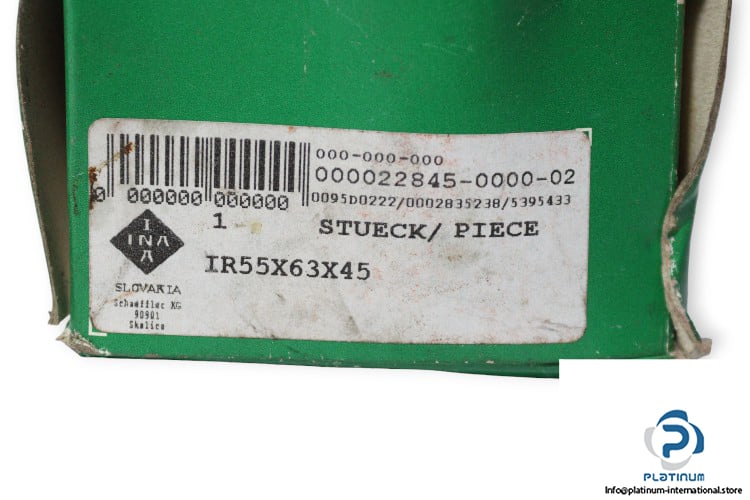 000-000-000
000022845-0000-02
0 000000 000000
0095D0222/0002835238/5395433
1 STUECK/ PIECE
I
INA
A
IR55X63X45
SLOVAKIA
Schaeffler KG
90901
Skalica
PLATINUM
Info@platinum-international.store